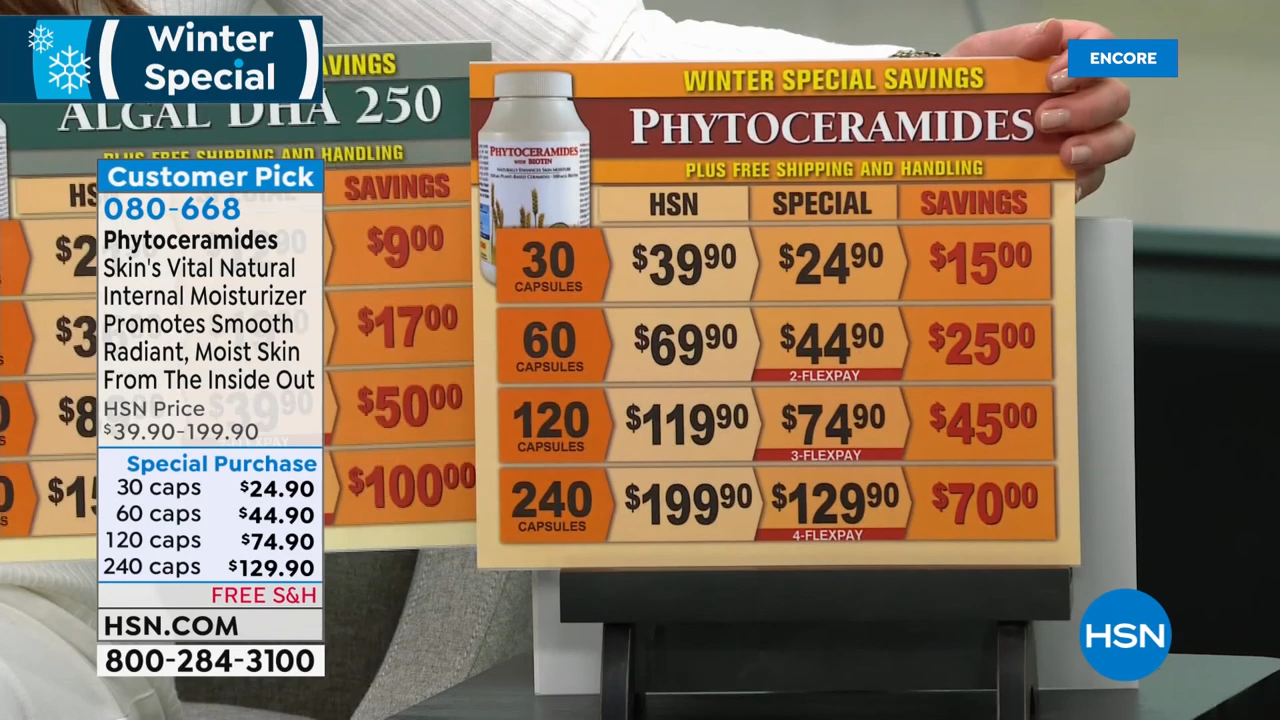 Winter
Special
ENCORE
SAVINGS
ALGAL DHA 250
PLUS FREE SHIPPING AND HANDLING
SAVINGS
$9.00
$17.00
$50.00
$100.00
Customer Pick
080-668
Phytoceramides
Skin's Vital Natural
Internal Moisturizer
Promotes Smooth
Radiant, Moist Skin
From The Inside Out
HSN Price
$39.90-199.90
Special Purchase
30 caps $24.90
60 caps $44.90
120 caps $74.90
240 caps $129.90
FREE S&H
HSN.COM
800-284-3100
WINTER SPECIAL SAVINGS
PHYTOCERAMIDES
PLUS FREE SHIPPING AND HANDLING
PHYTOCERAMIDES
WITH BIOTIN
HSN SPECIAL SAVINGS
30 CAPSULES $39.90 $24.90 $15.00
60 CAPSULES $69.90 $44.90 $25.00
2-FLEXPAY
120 CAPSULES $119.90 $74.90 $45.00
3-FLEXPAY
240 CAPSULES $199.90 $129.90 $70.00
4-FLEXPAY
HSN